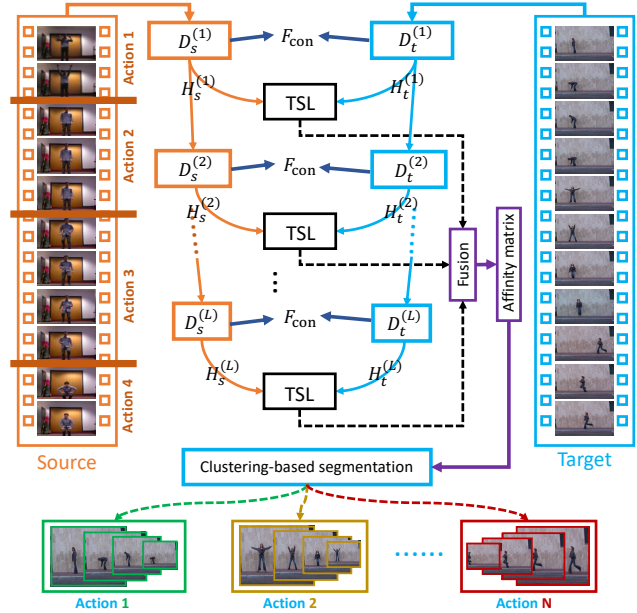 Action 1
Action 2
Action 3
Action 4
Source
D_s^{(1)}
F_con
D_t^{(1)}
H_s^{(1)}
TSL
H_t^{(1)}
D_s^{(2)}
F_con
D_t^{(2)}
H_s^{(2)}
TSL
H_t^{(2)}
⋮
D_s^{(L)}
F_con
D_t^{(L)}
H_s^{(L)}
TSL
H_t^{(L)}
Fusion
Affinity matrix
Target
Clustering-based segmentation
Action 1
Action 2
Action N